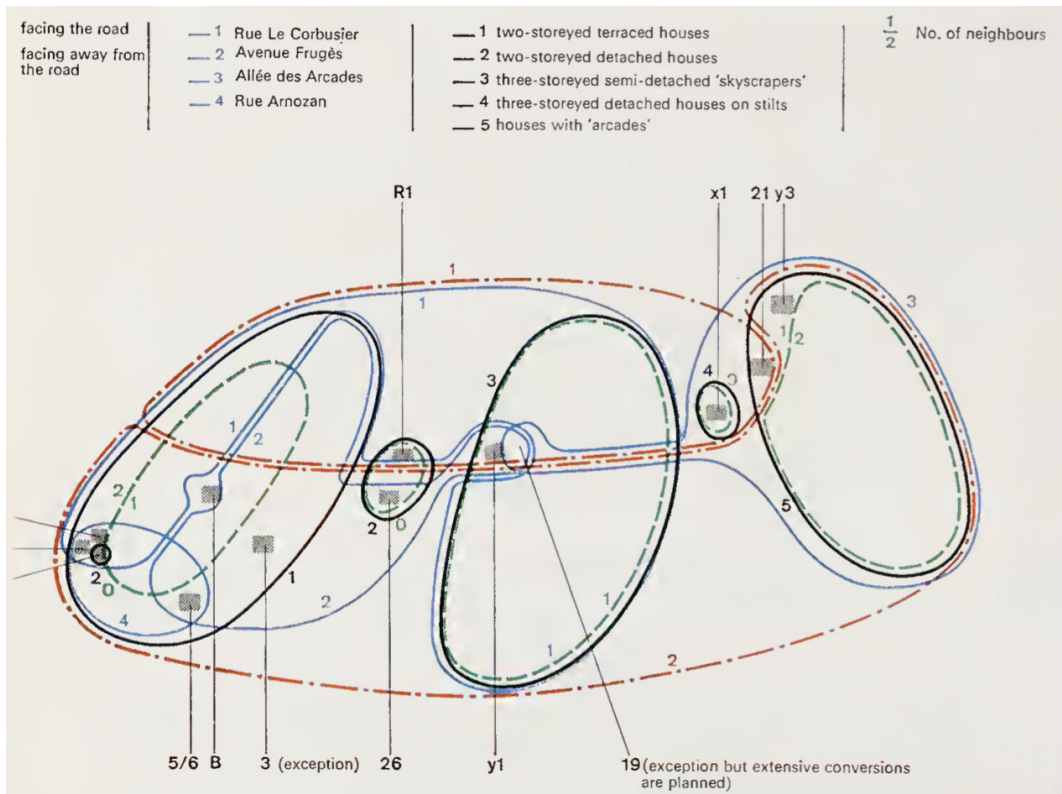 facing the road
facing away from
the road
1 Rue Le Corbusier
2 Avenue Frugès
3 Allée des Arcades
4 Rue Arnozan
1 two-storeyed terraced houses
2 two-storeyed detached houses
3 three-storeyed semi-detached 'skyscrapers'
4 three-storeyed detached houses on stilts
5 houses with 'arcades'
1
2
No. of neighbours
R1
x1
21 y3
1
1
3
3
1
2
4
0
1
2
2
1
5
2
0
1
2
0
4
2
1
1
2
5/6
B
3 (exception)
26
y1
19 (exception but extensive conversions
are planned)